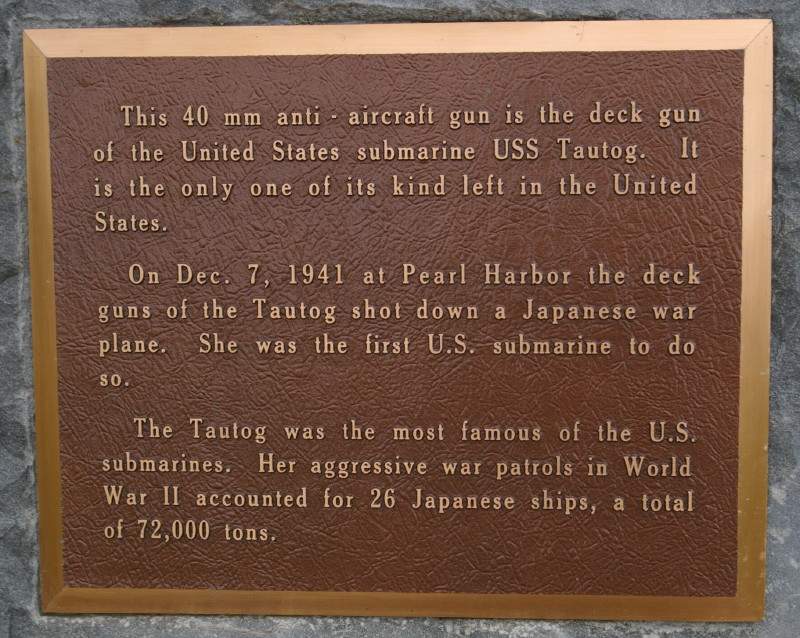 This 40 mm anti - aircraft gun is the deck gun
of the United States submarine USS Tautog. It
is the only one of its kind left in the United
States.
On Dec. 7, 1941 at Pearl Harbor the deck
guns of the Tautog shot down a Japanese war
plane. She was the first U.S. submarine to do
so.
The Tautog was the most famous of the U.S.
submarines. Her aggressive war patrols in World
War II accounted for 26 Japanese ships, a total
of 72,000 tons.